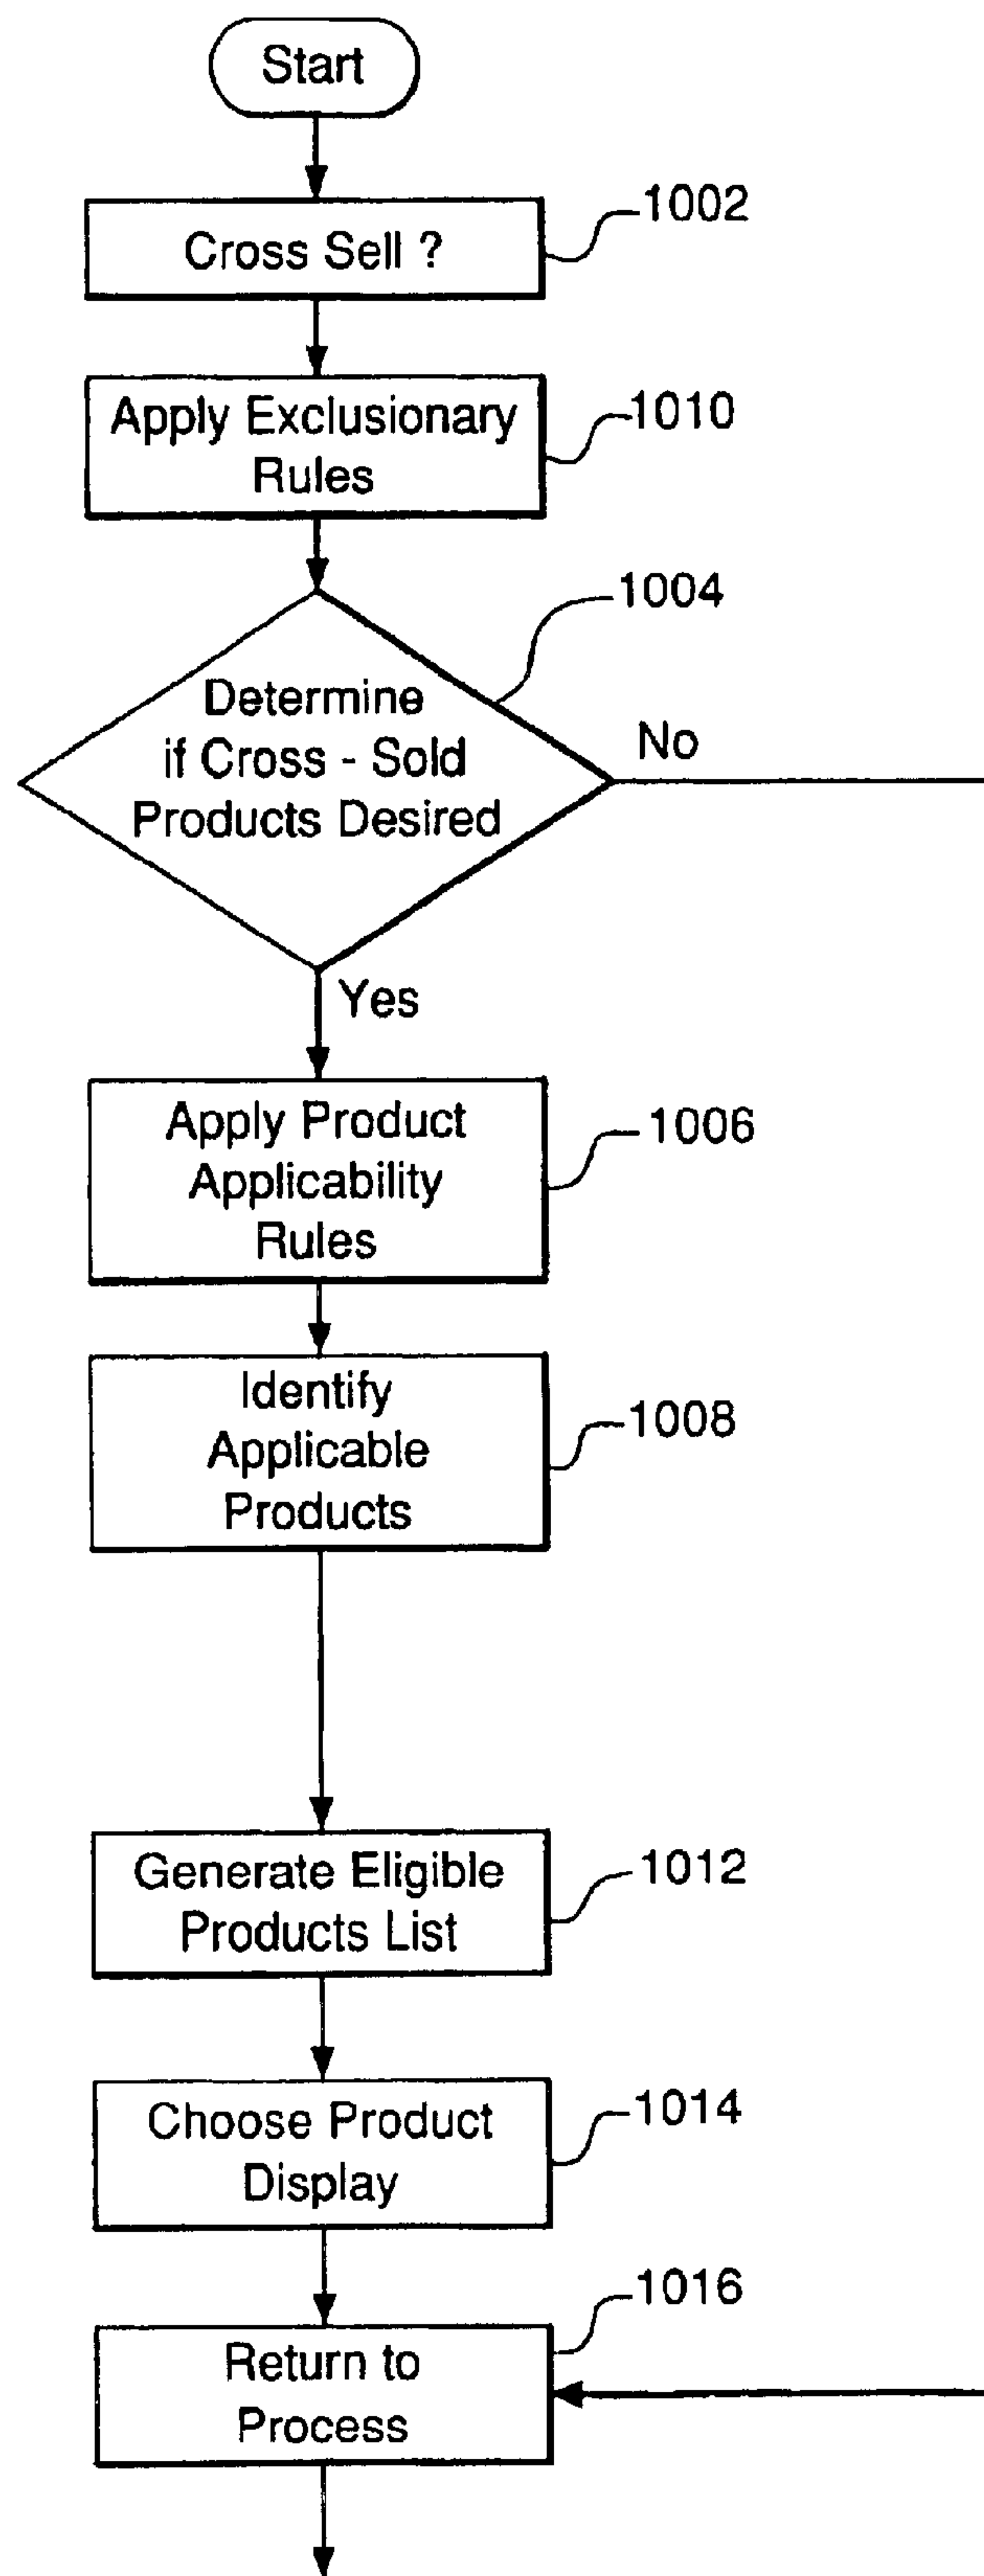 Start
Cross Sell ?
1002
Apply Exclusionary
Rules
1010
1004
Determine
if Cross - Sold
Products Desired
No
Yes
Apply Product
Applicability
Rules
1006
Identify
Applicable
Products
1008
Generate Eligible
Products List
1012
Choose Product
Display
1014
1016
Return to
Process